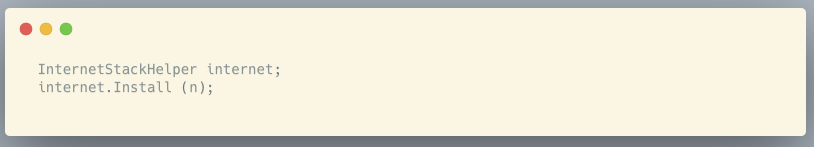 InternetStackHelper internet;
internet.Install (n);